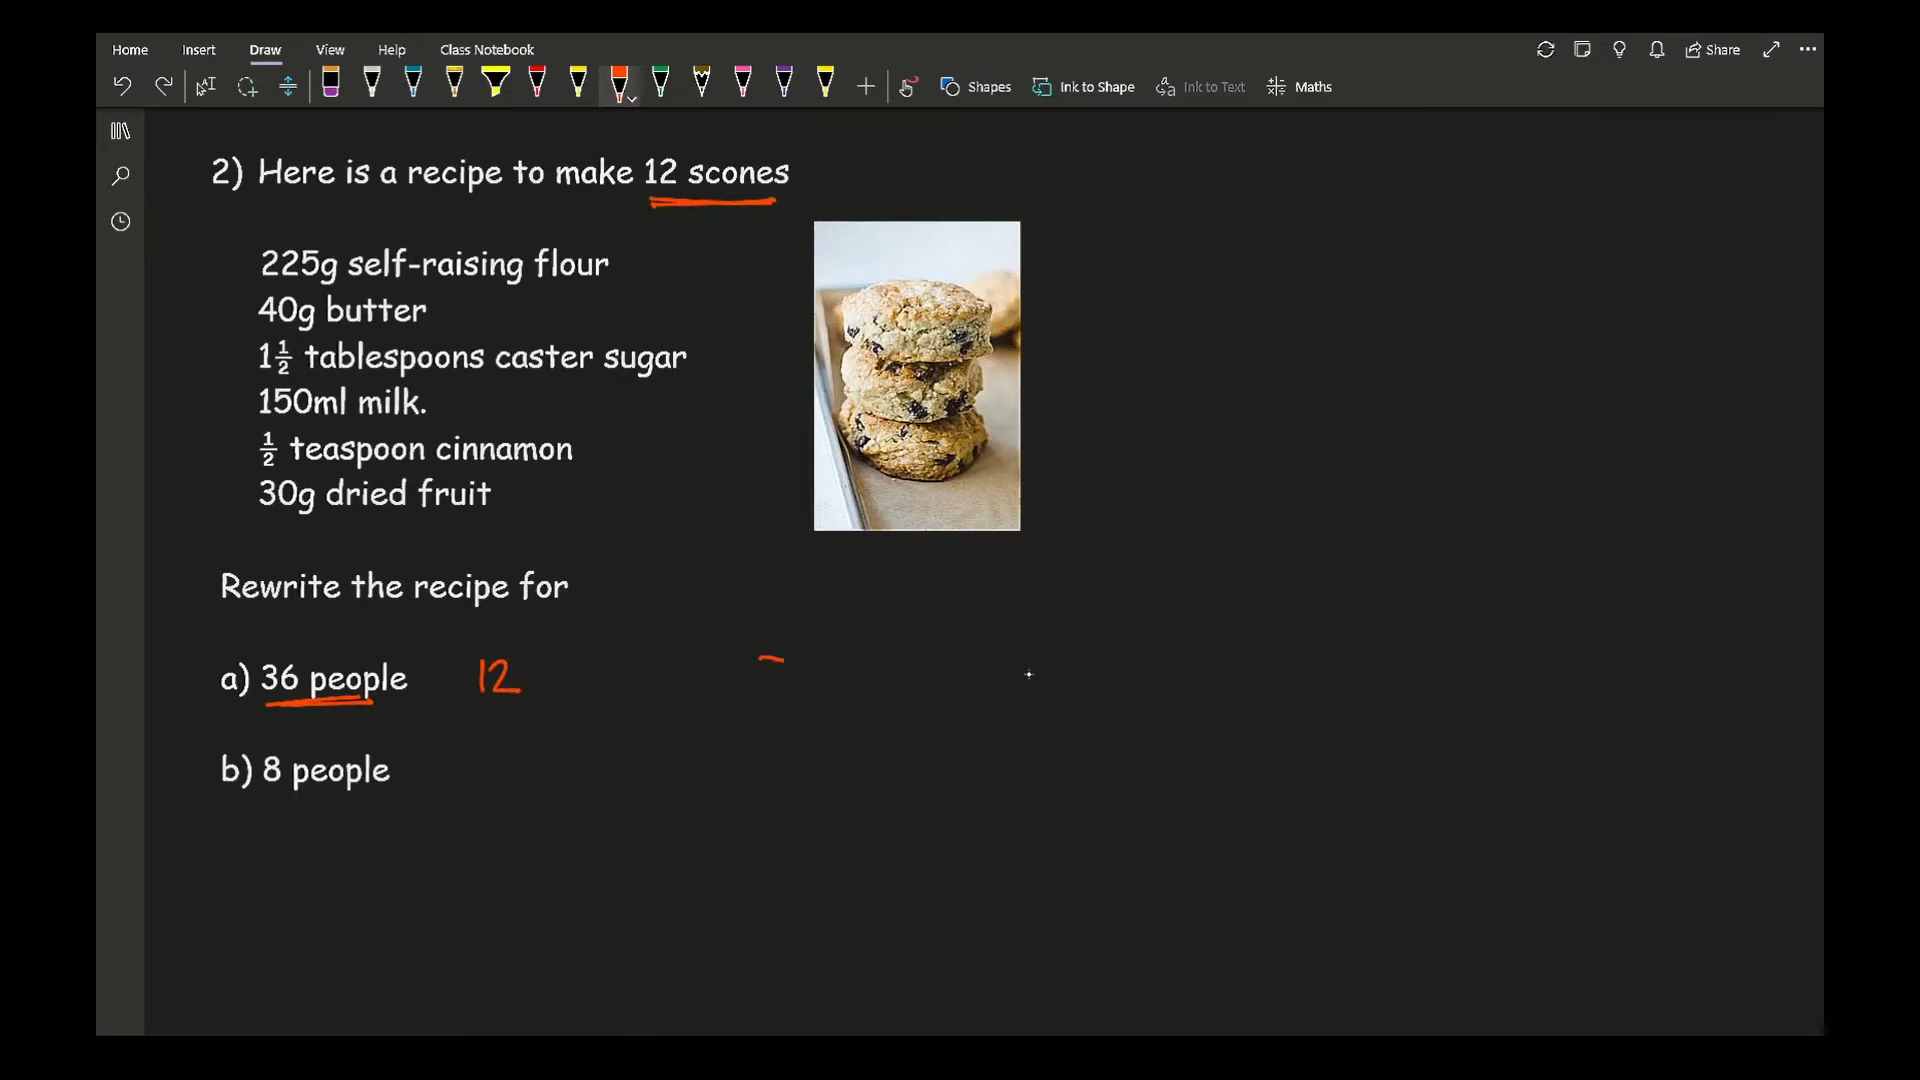 Home Insert Draw View Help Class Notebook Share
Shapes Ink to Shape Ink to Text Maths
2) Here is a recipe to make 12 scones
225g self-raising flour
40g butter
1½ tablespoons caster sugar
150ml milk.
½ teaspoon cinnamon
30g dried fruit
Rewrite the recipe for
a) 36 people 12
b) 8 people